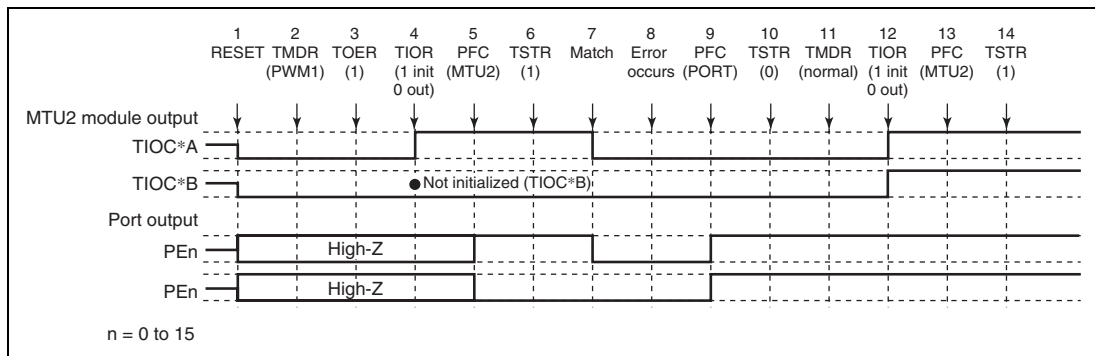 1 2 3 4 5 6 7 8 9 10 11 12 13 14
RESET TMDR TOER TIOR PFC TSTR Match Error PFC TSTR TMDR TIOR PFC TSTR
(PWM1) (1) (1 init (MTU2) (1) occurs (PORT) (0) (normal) (1 init (MTU2) (1)
0 out) 0 out)
MTU2 module output
TIOC*A
TIOC*B
Not initialized (TIOC*B)
Port output
PEn
High-Z
PEn
High-Z
n = 0 to 15